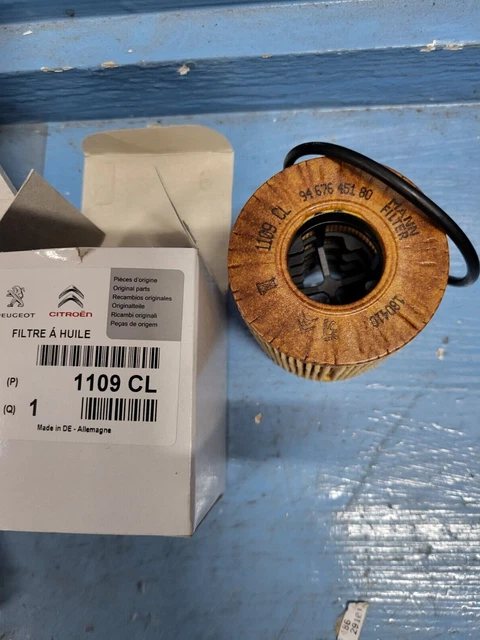 PEUGEOT
CITROËN
Pièces d'origine
Original parts
Recambios originales
Originalteile
Ricambi originali
Peças de origem
FILTRE Á HUILE
(P) 1109 CL
(Q) 1
Made in DE - Allemagne
1109 CL
94 676 451 80
MANN
FILTER
66